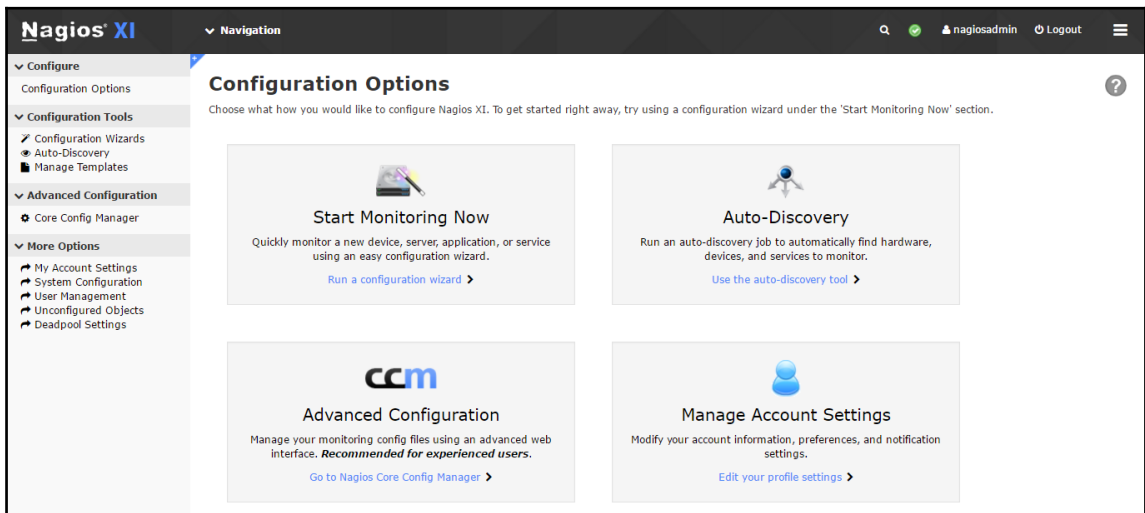 Nagios® XI
Navigation
nagiosadmin
Logout
Configure
Configuration Options
Configuration Tools
Configuration Wizards
Auto-Discovery
Manage Templates
Advanced Configuration
Core Config Manager
More Options
My Account Settings
System Configuration
User Management
Unconfigured Objects
Deadpool Settings
Configuration Options
Choose what how you would like to configure Nagios XI. To get started right away, try using a configuration wizard under the 'Start Monitoring Now' section.
Start Monitoring Now
Quickly monitor a new device, server, application, or service
using an easy configuration wizard.
Run a configuration wizard
Auto-Discovery
Run an auto-discovery job to automatically find hardware,
devices, and services to monitor.
Use the auto-discovery tool
ccm
Advanced Configuration
Manage your monitoring config files using an advanced web
interface. Recommended for experienced users.
Go to Nagios Core Config Manager
Manage Account Settings
Modify your account information, preferences, and notification
settings.
Edit your profile settings